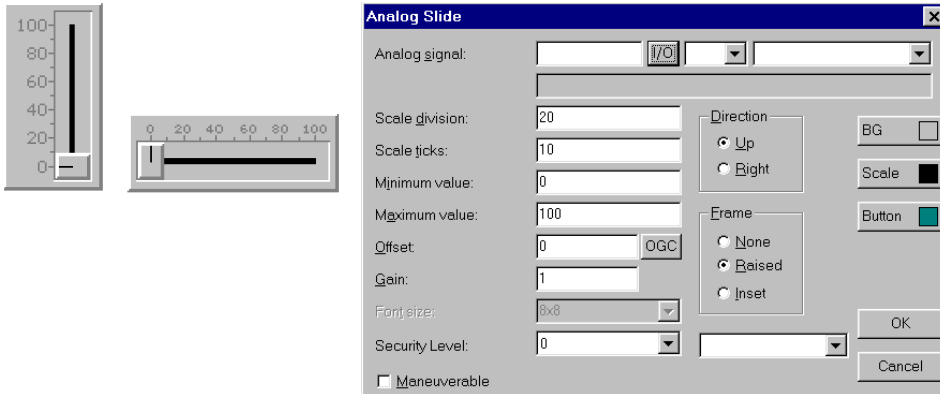 100
80
60
40
20
0
0 20 40 60 80 100
Analog Slide
Analog signal: I/O
Scale division: 20
Scale ticks: 10
Minimum value: 0
Maximum value: 100
Offset: 0 OGC
Gain: 1
Font size: 8x8
Security Level: 0
Maneuverable
Direction
Up
Right
Frame
None
Raised
Inset
BG
Scale
Button
OK
Cancel